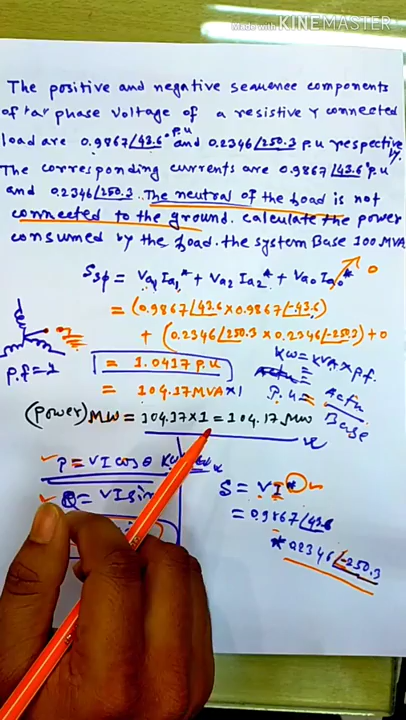 Made with KINEMASTER
The positive and negative sequence components
of 'a' phase voltage of a resistive Y connected
load are 0.9867∠43.6° p.u and 0.2346∠250.3 p.u respective
ly.
The corresponding currents are 0.9867∠43.6° p.u
and 0.2346∠250.3. The neutral of the load is not
connected to the ground. calculate the power
consumed by the load. the system Base 100 MVA
S3φ = Va1 Ia1* + Va2 Ia2* + Va0 Ia0* 0
= (0.9867∠43.6 x 0.9867∠-43.6)
+ (0.2346∠250.3 x 0.2346∠-250.3) + 0
p.f = 1
= 1.0417 p.u
= 104.17 MVA x 1
(power) MW = 104.17 x 1 = 104.17 MW
KW = KVA x p.f.
P.u = Actu
Base
P = VI cos θ
Q = VI sin
S = VI*
= 0.9867∠43.6
* 0.2346∠-250.3